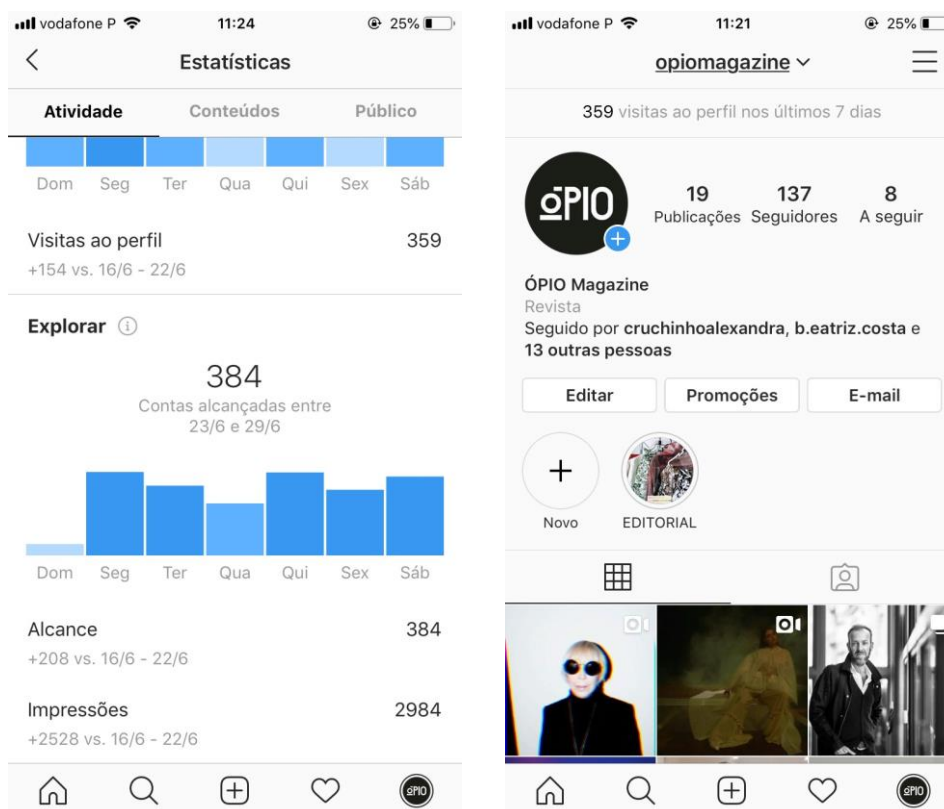 vodafone P 11:24 25%
Estatísticas
Atividade Conteúdos Público
Dom Seg Ter Qua Qui Sex Sáb
Visitas ao perfil 359
+154 vs. 16/6 - 22/6
Explorar
384
Contas alcançadas entre
23/6 e 29/6
Dom Seg Ter Qua Qui Sex Sáb
Alcance 384
+208 vs. 16/6 - 22/6
Impressões 2984
+2528 vs. 16/6 - 22/6
ÓPIO
vodafone P 11:21 25%
opiomagazine
359 visitas ao perfil nos últimos 7 dias
ÓPIO
19 137 8
Publicações Seguidores A seguir
ÓPIO Magazine
Revista
Seguido por cruchinhoalexandra, b.eatriz.costa e
13 outras pessoas
Editar Promoções E-mail
Novo EDITORIAL
ÓPIO